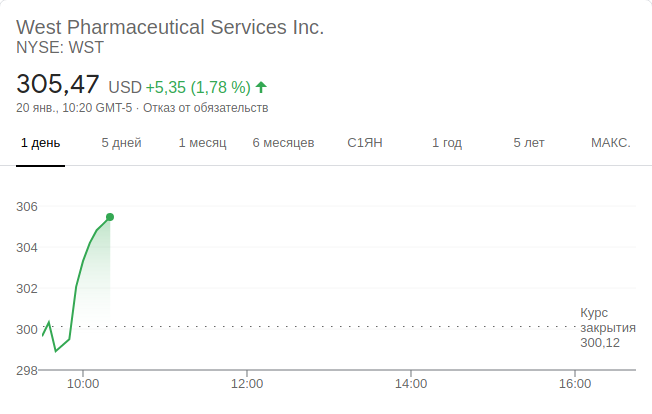 West Pharmaceutical Services Inc.
NYSE: WST
305,47 USD +5,35 (1,78 %)
20 янв., 10:20 GMT-5 · Отказ от обязательств
1 день 5 дней 1 месяц 6 месяцев С1ЯН 1 год 5 лет МАКС.
306
304
302
300
298
Курс
закрытия
300,12
10:00 12:00 14:00 16:00